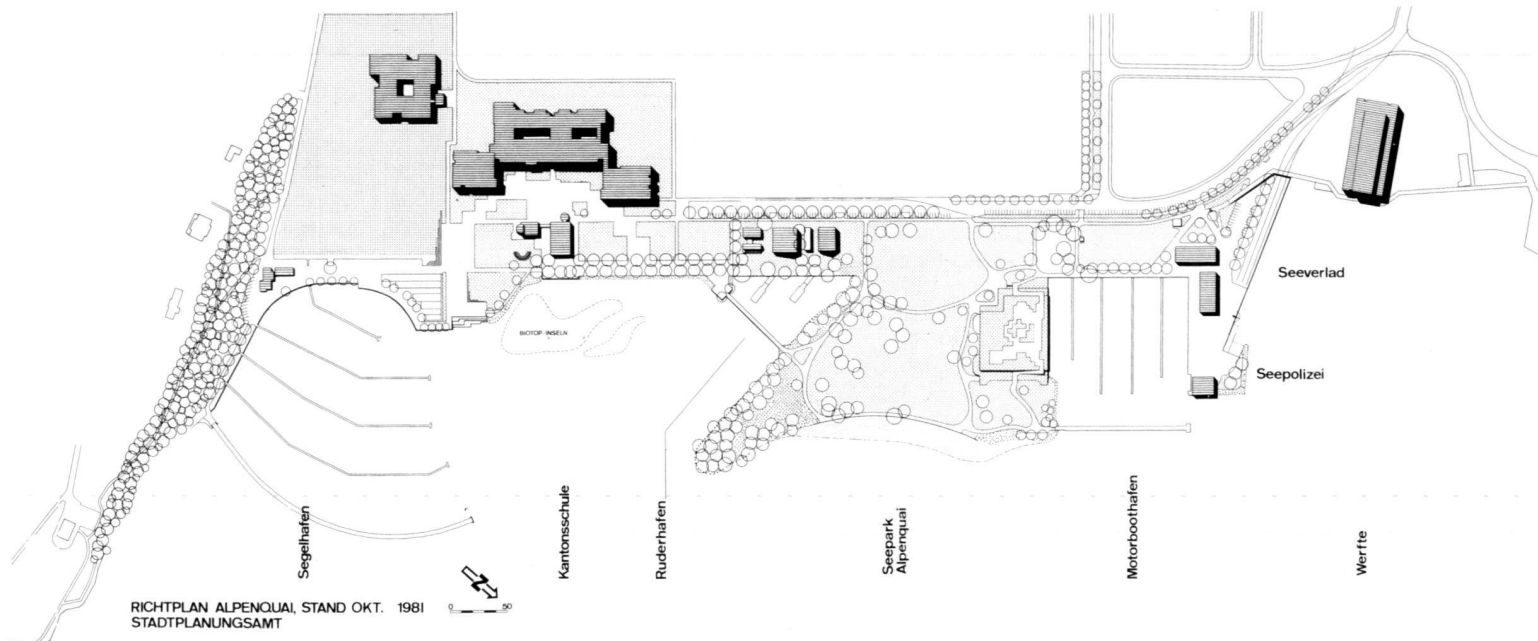 BIOTOP-INSELN
Seeverlad
Seepolizei
Segelhafen
Kantonsschule
Ruderhafen
Seepark
Alpenquai
Motorboothafen
Werfte
N
0 50
RICHTPLAN ALPENQUAI, STAND OKT. 1981
STADTPLANUNGSAMT